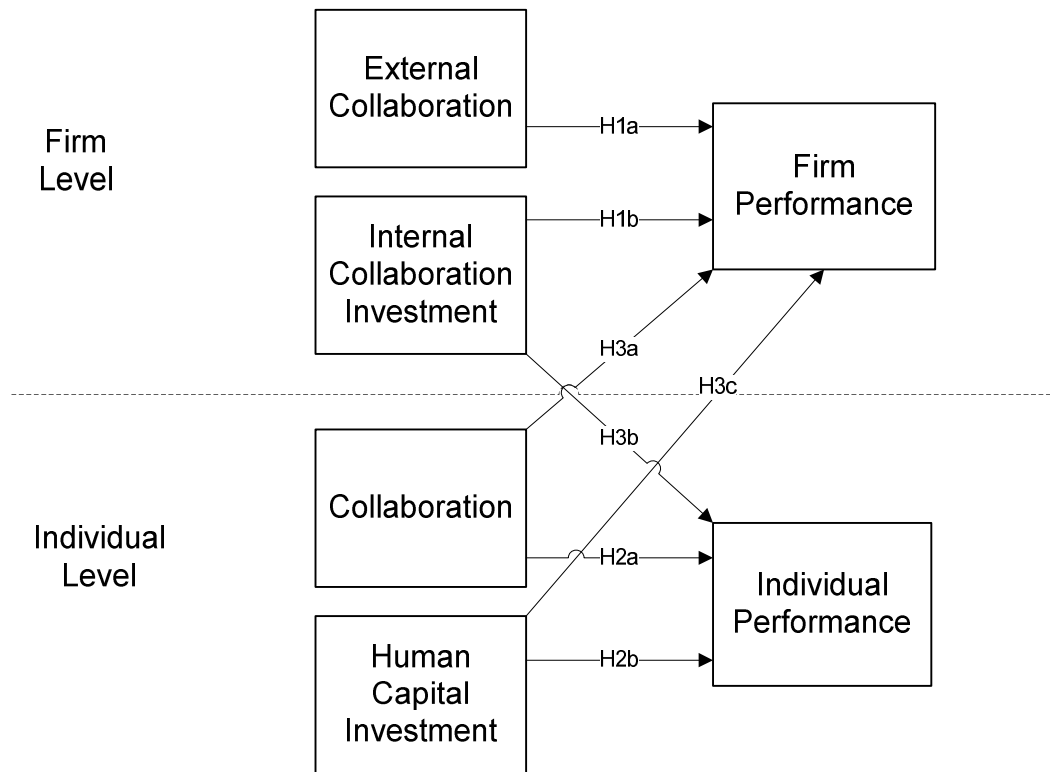 External
Collaboration
H1a
Firm
Level
Firm
Performance
Internal
Collaboration
Investment
H1b
H3a
H3c
H3b
Collaboration
H2a
Individual
Level
Individual
Performance
Human
Capital
Investment
H2b